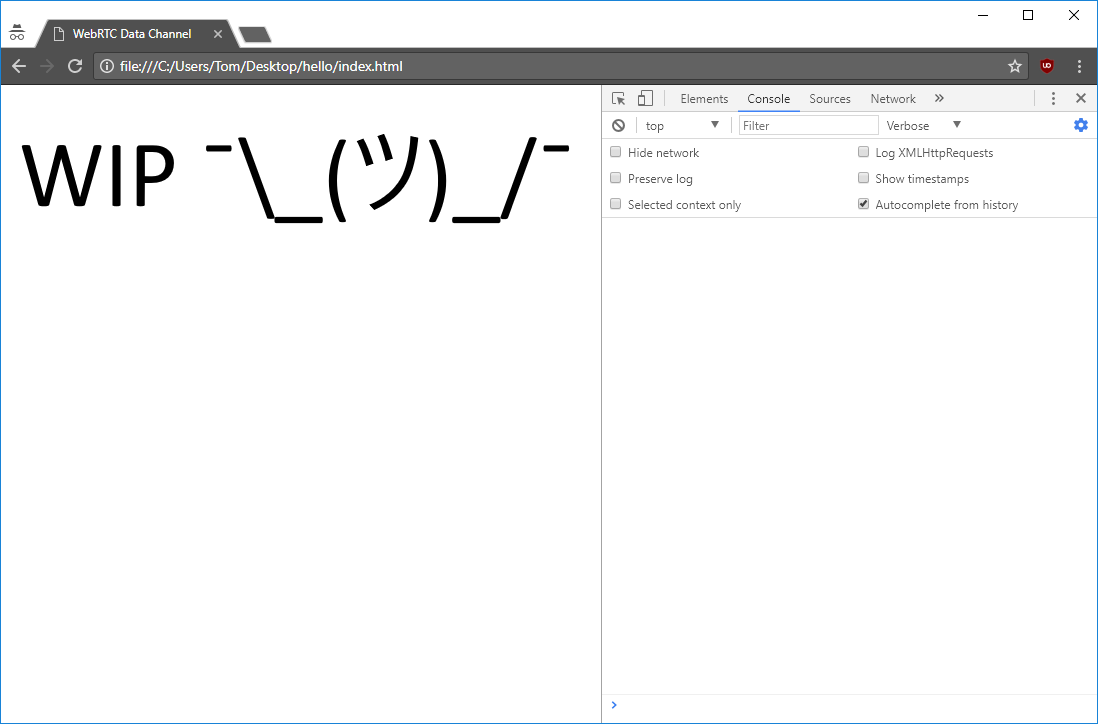 WebRTC Data Channel
file:///C:/Users/Tom/Desktop/hello/index.html
WIP ¯\_(ツ)_/¯
Elements Console Sources Network »
top Filter Verbose
Hide network Log XMLHttpRequests
Preserve log Show timestamps
Selected context only Autocomplete from history